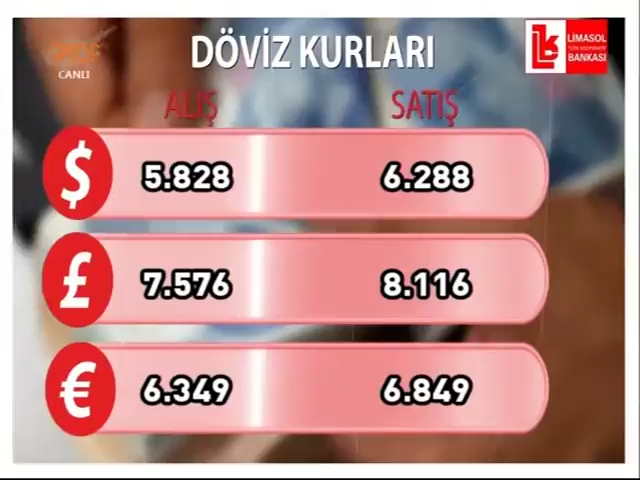 DÖVİZ KURLARI
LİMASOL
BANKASI
CANLI
ALIŞ SATIŞ
$ 5.828 6.288
£ 7.576 8.116
€ 6.349 6.849